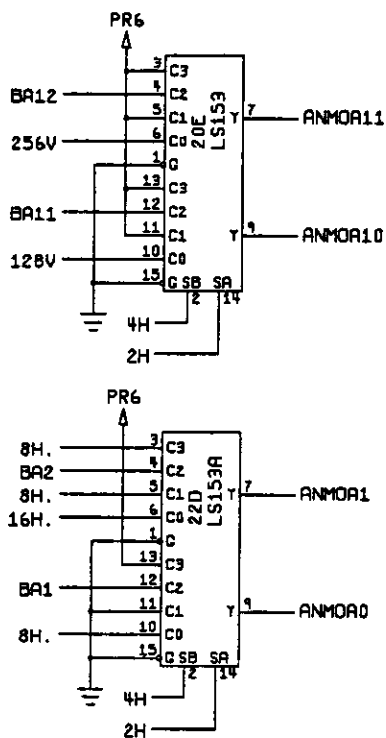 PR6
3 C3
BA12 4 C2
5 C1 Y 7 ANMOA11
256V 6 C0
1 G
20E LS153
13 C3
BA11 12 C2
11 C1 Y 9 ANMOA10
128V 10 C0
15 G SB SA
2 14
4H
2H
PR6
8H. 3 C3
BA2 4 C2
8H. 5 C1 Y 7 ANMOA1
16H. 6 C0
1 G
22D LS153A
13 C3
BA1 12 C2
11 C1 Y 9 ANMOA0
8H. 10 C0
15 G SB SA
2 14
4H
2H